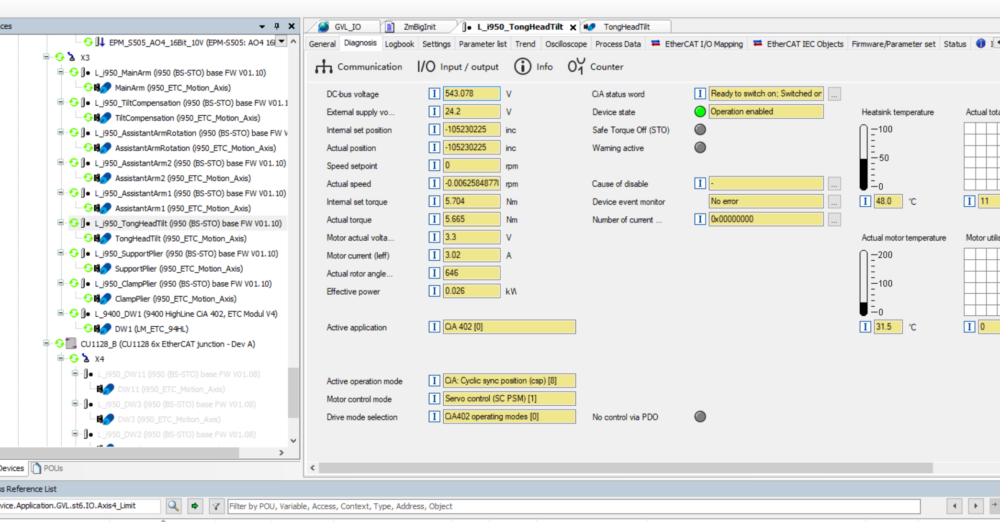 ces
GVL_IO
ZmBigInit
L_i950_TongHeadTilt
TongHeadTilt
General
Diagnosis
Logbook
Settings
Parameter list
Trend
Oscilloscope
Process Data
EtherCAT I/O Mapping
EtherCAT IEC Objects
Firmware/Parameter set
Status
Communication
I/O Input / output
Info
Counter
EPM_S505_AO4_16Bit_10V (EPM-S505: AO4 16
X3
L_i950_MainArm (i950 (BS-STO) base FW V01.10)
MainArm (i950_ETC_Motion_Axis)
L_i950_TiltCompensation (i950 (BS-STO) base FW V01.1
TiltCompensation (i950_ETC_Motion_Axis)
L_i950_AssistantArmRotation (i950 (BS-STO) base FW V
AssistantArmRotation (i950_ETC_Motion_Axis)
L_i950_AssistantArm2 (i950 (BS-STO) base FW V01.10)
AssistantArm2 (i950_ETC_Motion_Axis)
L_i950_AssistantArm1 (i950 (BS-STO) base FW V01.10)
AssistantArm1 (i950_ETC_Motion_Axis)
L_i950_TongHeadTilt (i950 (BS-STO) base FW V01.10)
TongHeadTilt (i950_ETC_Motion_Axis)
L_i950_SupportPlier (i950 (BS-STO) base FW V01.10)
SupportPlier (i950_ETC_Motion_Axis)
L_i950_ClampPlier (i950 (BS-STO) base FW V01.10)
ClampPlier (i950_ETC_Motion_Axis)
L_9400_DW1 (9400 HighLine CiA 402, ETC Modul V4)
DW1 (LM_ETC_94HL)
CU1128_B (CU1128 6x EtherCAT junction - Dev A)
X4
L_i950_DW11 (i950 (BS-STO) base FW V01.08)
DW11 (i950_ETC_Motion_Axis)
L_i950_DW3 (i950 (BS-STO) base FW V01.08)
DW3 (i950_ETC_Motion_Axis)
L_i950_DW2 (i950 (BS-STO) base FW V01.08)
Devices
POUs
DC-bus voltage I 543.078 V
External supply vo... I 24.2 V
Internal set position I -105230225 inc
Actual position I -105230225 inc
Speed setpoint I 0 rpm
Actual speed I -0.0062584877 rpm
Internal set torque I 5.704 Nm
Actual torque I 5.665 Nm
Motor actual volta... I 3.3 V
Motor current (Ieff) I 3.02 A
Actual rotor angle... I 646
Effective power I 0.026 kW
Active application I CiA 402 [0]
Active operation mode I CiA: Cyclic sync position (csp) [8]
Motor control mode I Servo control (SC PSM) [1]
Drive mode selection I CiA402 operating modes [0]
CiA status word I Ready to switch on; Switched on ...
Device state Operation enabled
Safe Torque Off (STO)
Warning active
Cause of disable I - ...
Device event monitor No error ...
Number of current ... I 0x00000000 ...
No control via PDO
Heatsink temperature
100
50
0
I 48.0 °C
Actual tota
I 11
Actual motor temperature
200
100
0
I 31.5 °C
Motor utilis
I 0
ss Reference List
vice.Application.GVL.st6.IO.Axis4_Limit
Filter by POU, Variable, Access, Context, Type, Address, Object